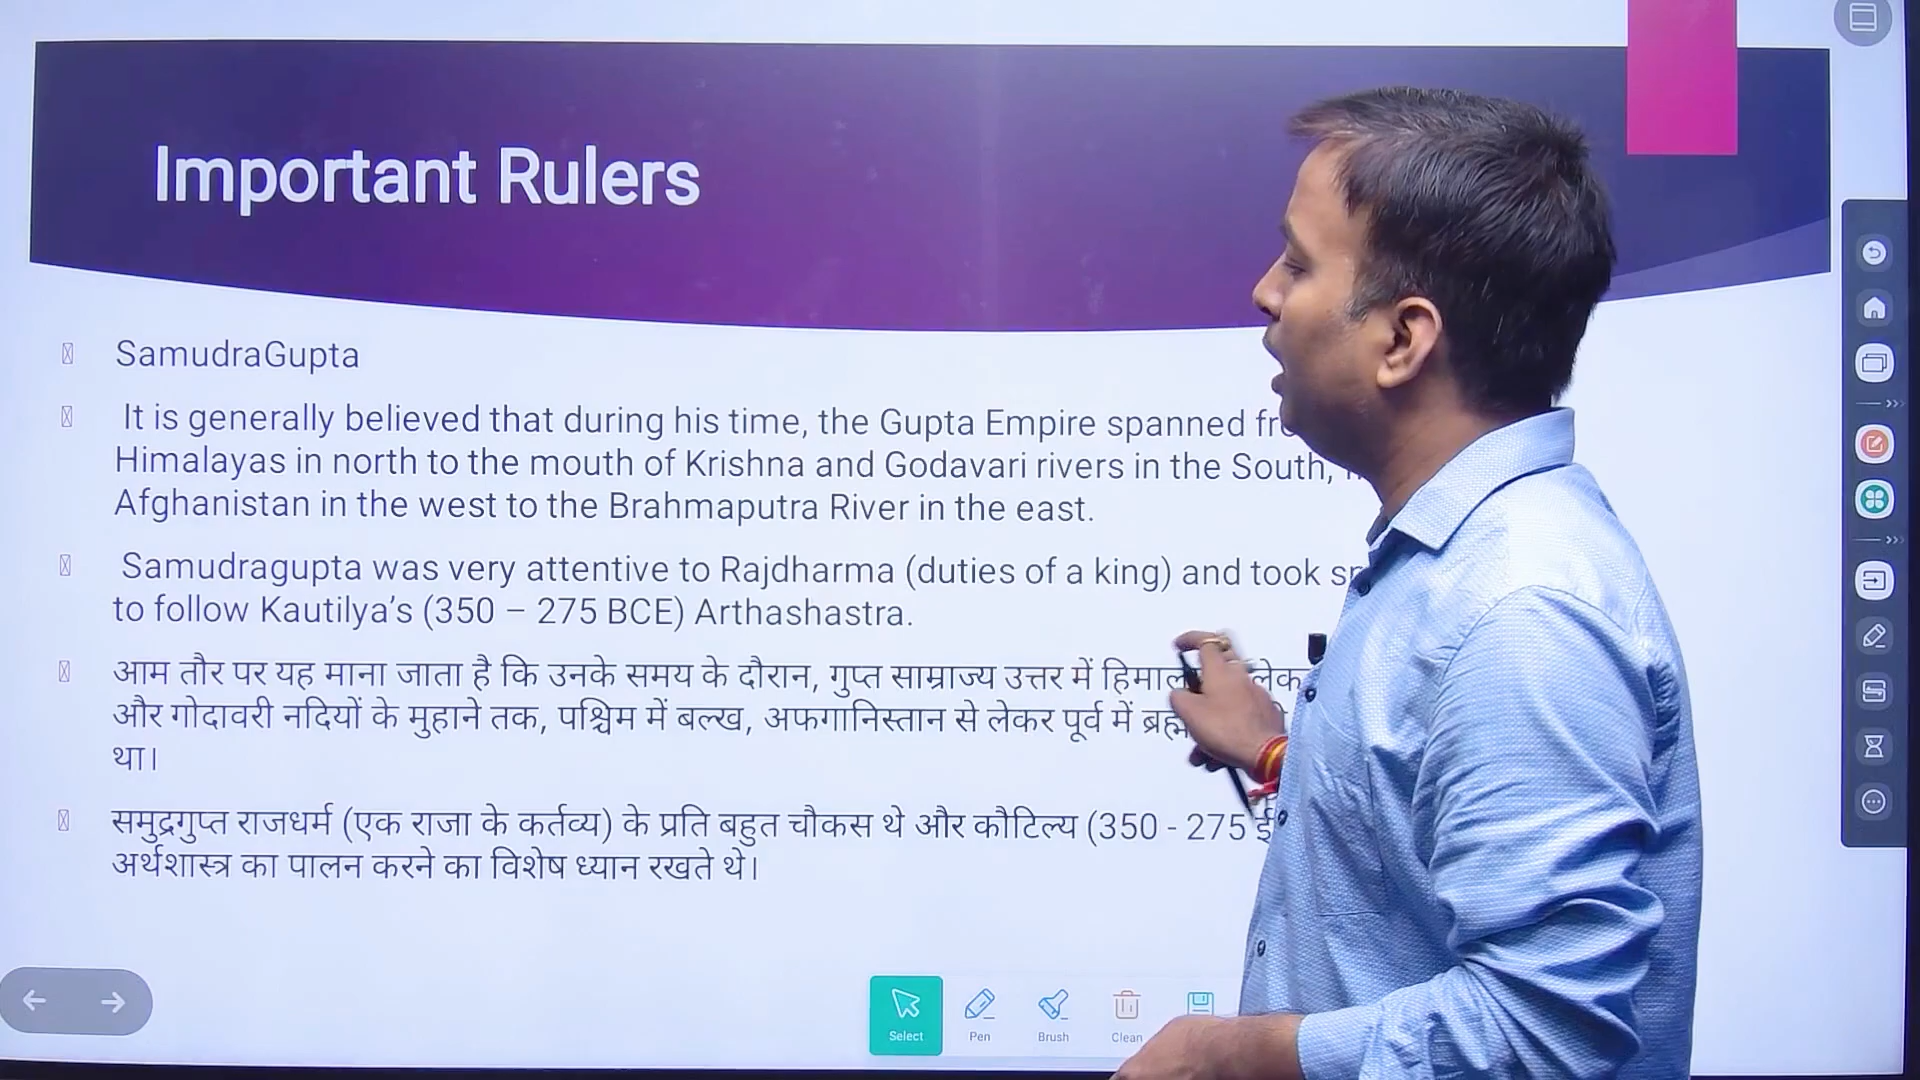 Important Rulers
SamudraGupta
It is generally believed that during his time, the Gupta Empire spanned
Himalayas in north to the mouth of Krishna and Godavari rivers in the South,
Afghanistan in the west to the Brahmaputra River in the east.
Samudragupta was very attentive to Rajdharma (duties of a king) and took
to follow Kautilya’s (350 – 275 BCE) Arthashastra.
आम तौर पर यह माना जाता है कि उनके समय के दौरान, गुप्त साम्राज्य उत्तर में
और गोदावरी नदियों के मुहाने तक, पश्चिम में बल्ख, अफगानिस्तान से लेकर पूर्व में
था।
समुद्रगुप्त राजधर्म (एक राजा के कर्तव्य) के प्रति बहुत चौकस थे और कौटिल्य (350 - 275
अर्थशास्त्र का पालन करने का विशेष ध्यान रखते थे।
Select Pen Brush Clean